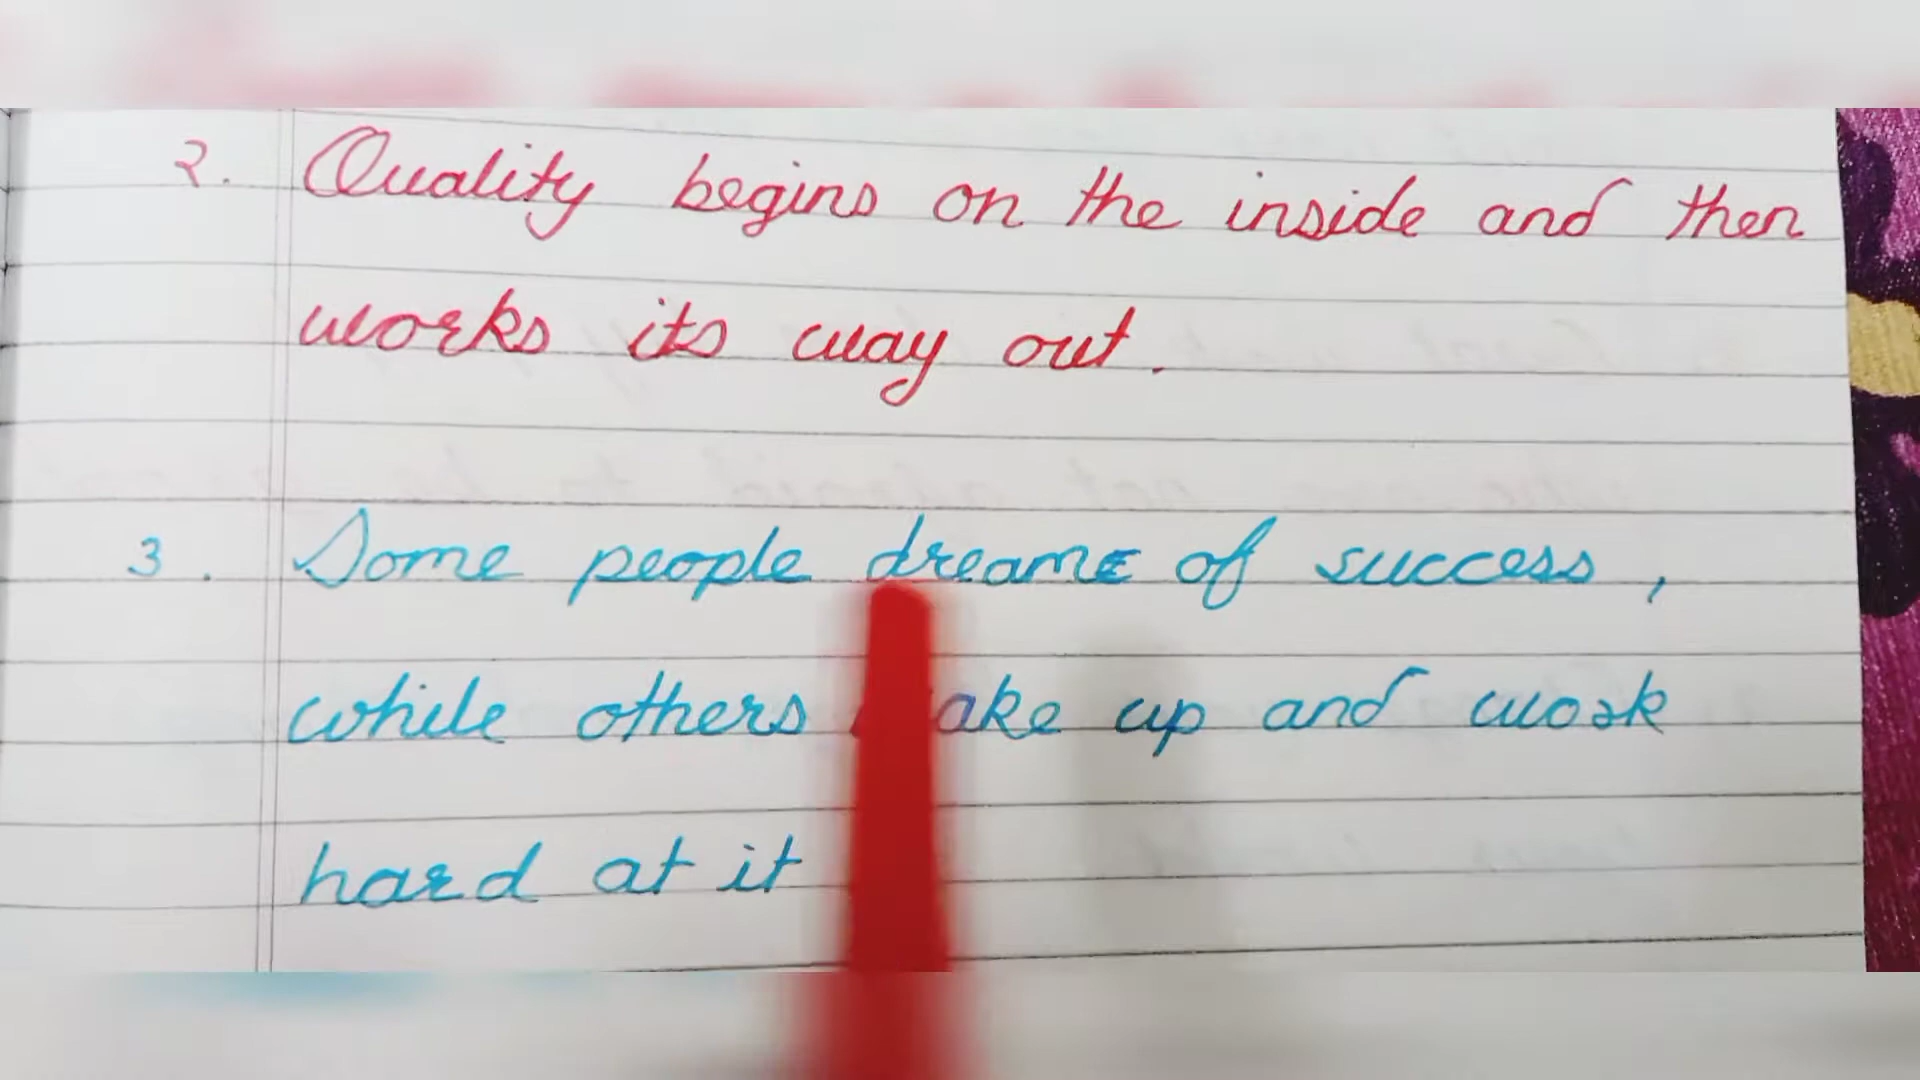 2. Quality begins on the inside and then
works its way out.
3. Some people dreame of success,
while others up and work
hard at it